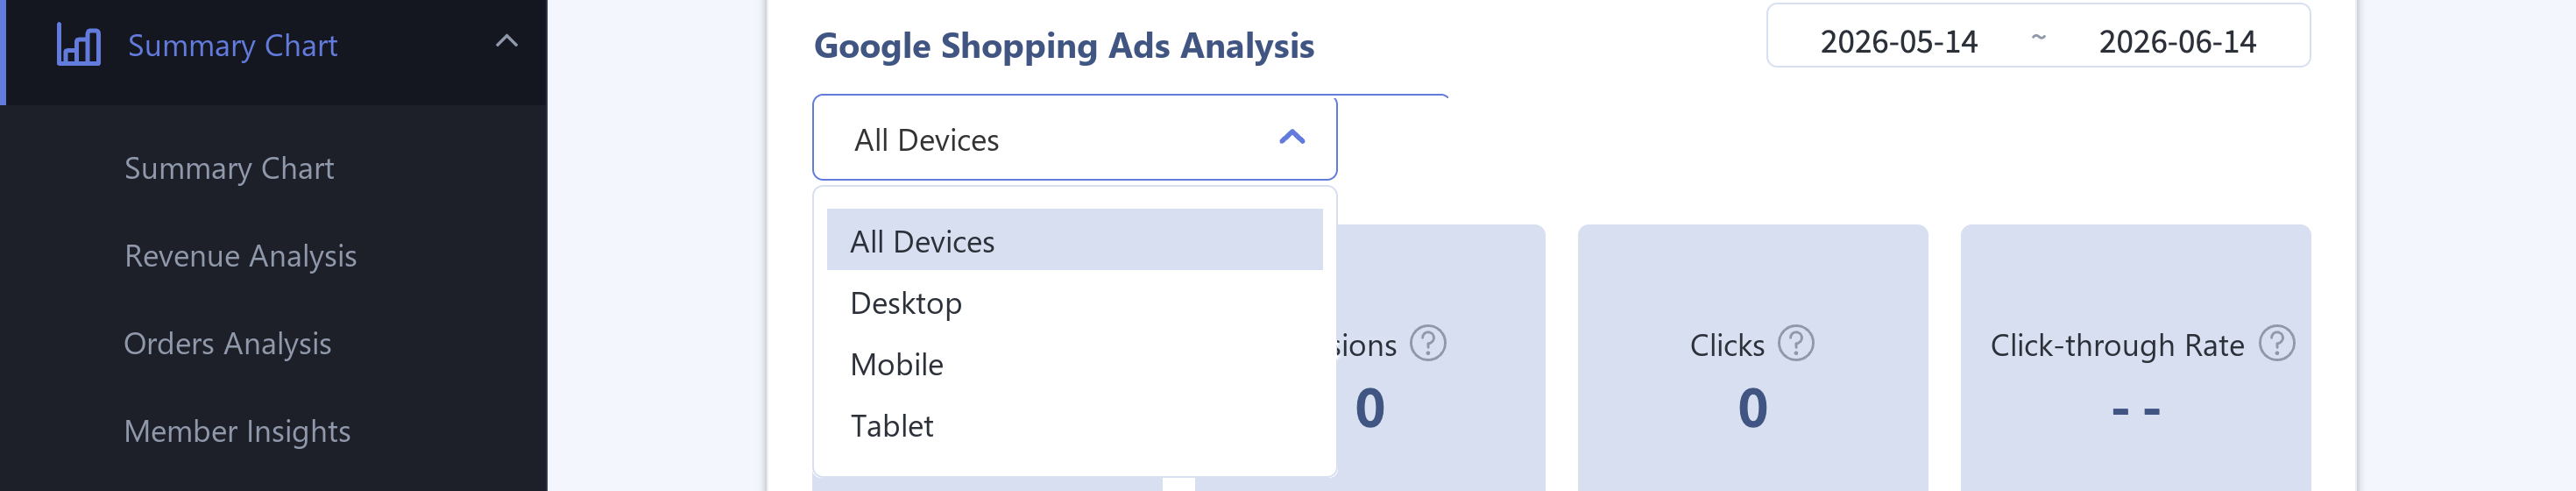 Summary Chart
Summary Chart
Revenue Analysis
Orders Analysis
Member Insights
Google Shopping Ads Analysis
2026-05-14 ~ 2026-06-14
All Devices
All Devices
Desktop
Mobile
Tablet
?
0
Clicks ?
0
Click-through Rate ?
--